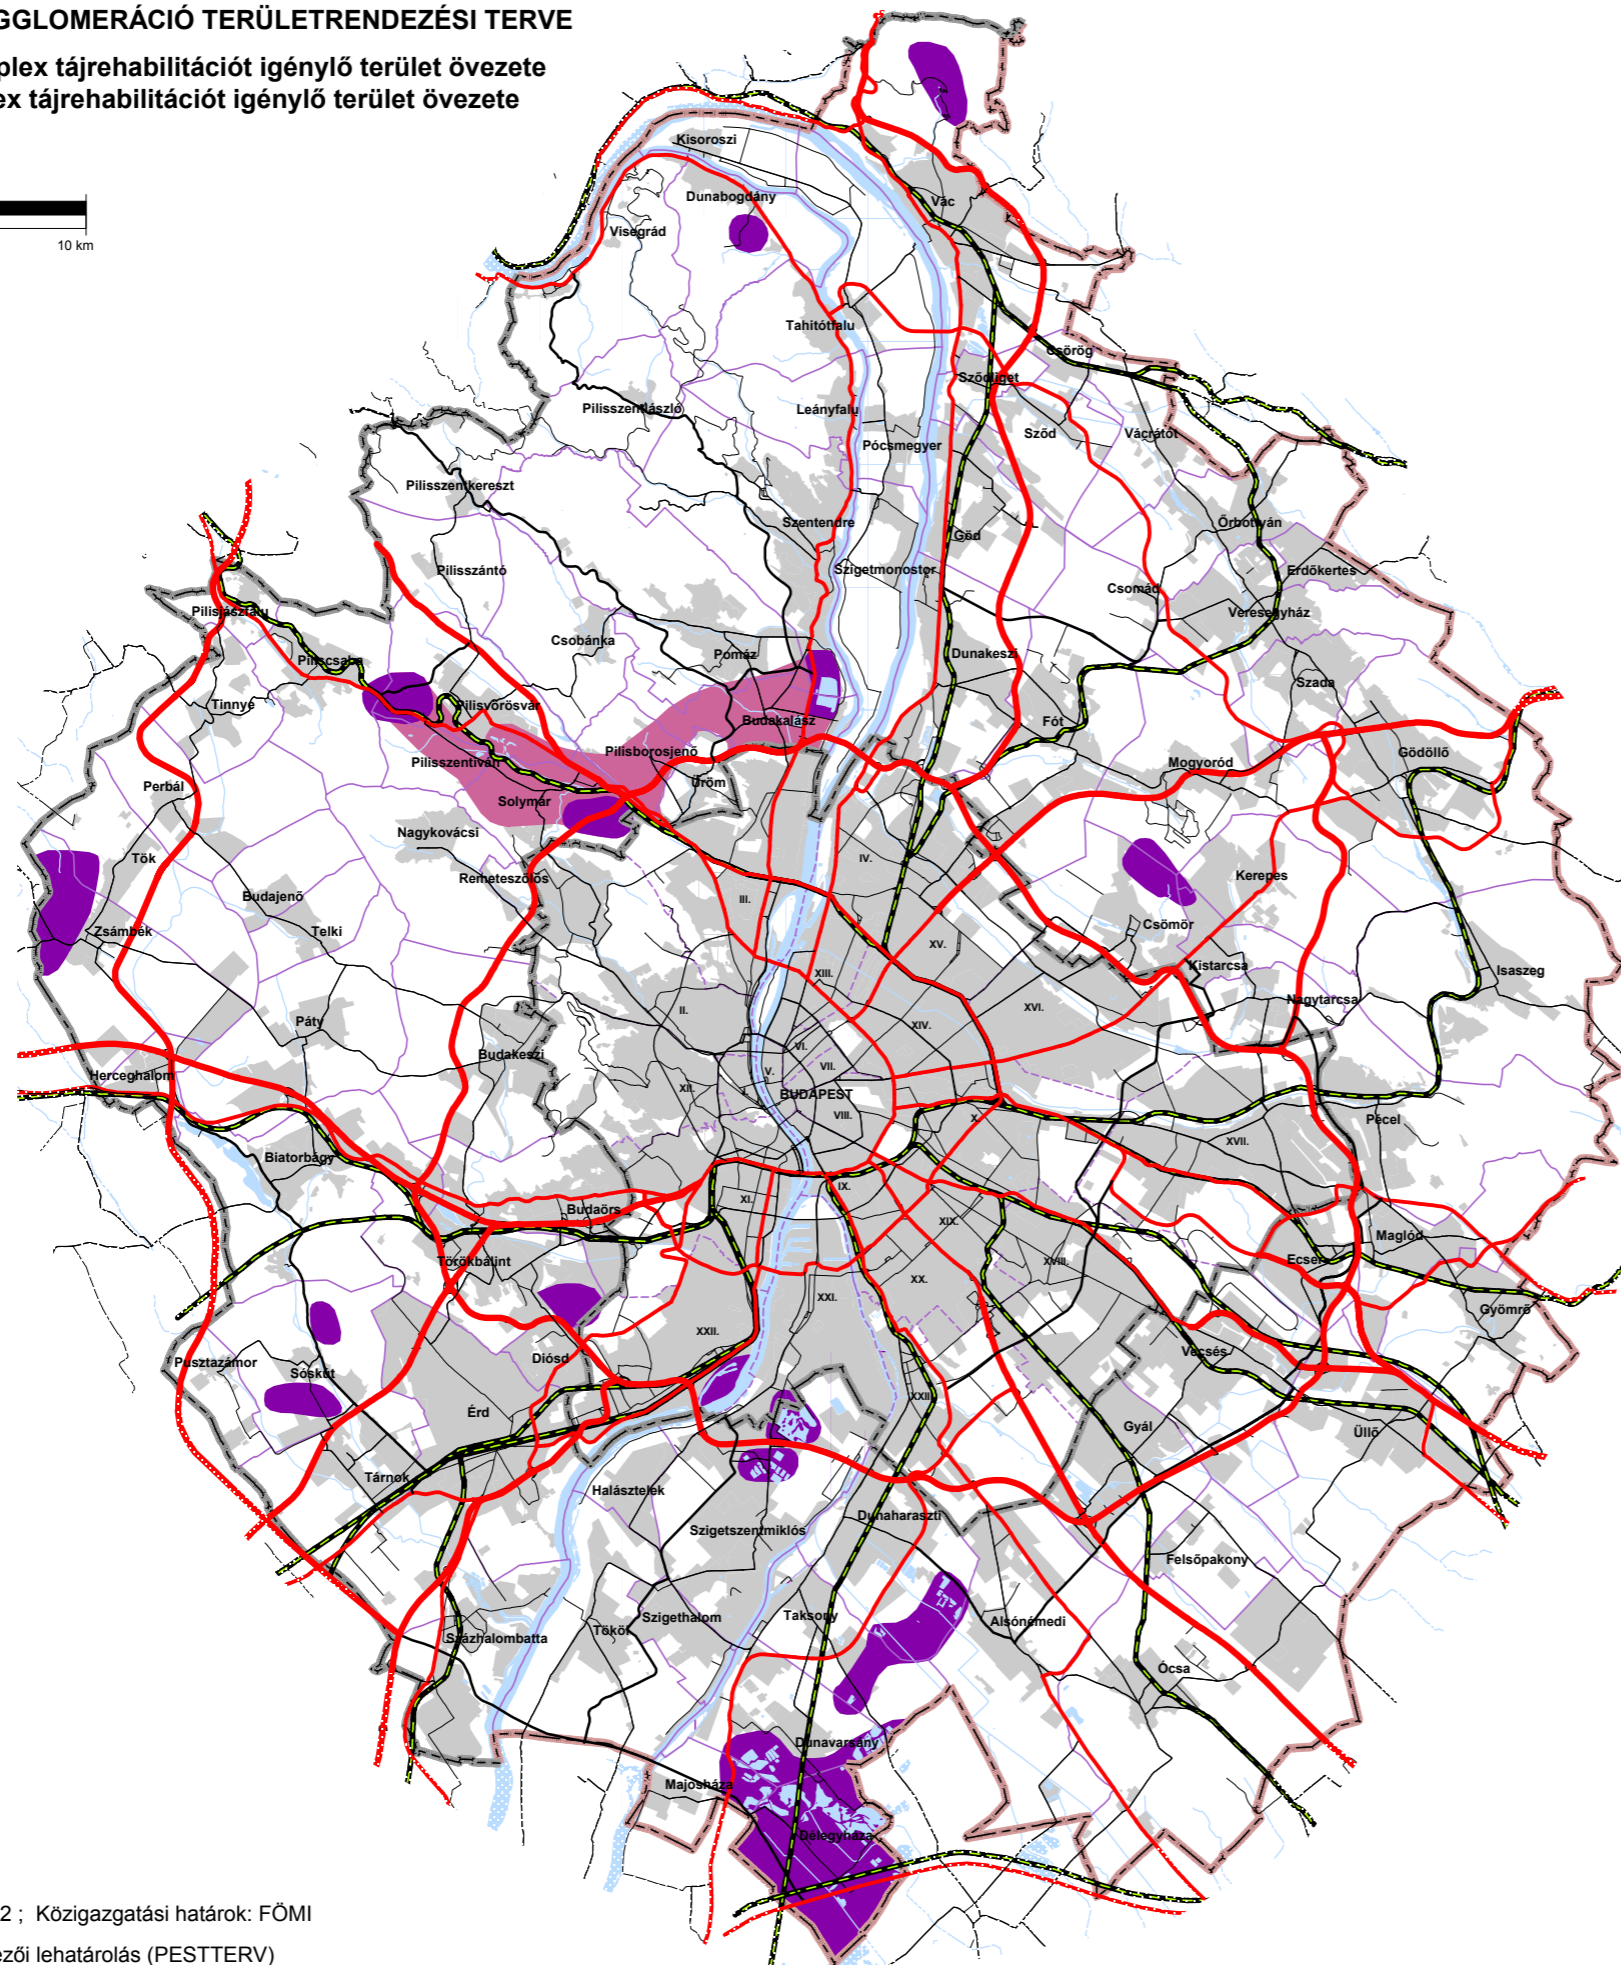 GGLOMERÁCIÓ TERÜLETRENDEZÉSI TERVE
plex tájrehabilitációt igénylő terület övezete
ex tájrehabilitációt igénylő terület övezete
10 km
Kisoroszi
Dunabogdány
Vác
Visegrád
Tahitótfalu
Csörög
Sződliget
Pilisszentlászló
Leányfalu
Sződ
Vácrátót
Pócsmegyer
Pilisszentkereszt
Szentendre
Őrbottyán
Göd
Szigetmonostor
Pilisszántó
Erdőkertes
Csomád
Pilisjászfalu
Veresegyház
Csobánka
Pomáz
Dunakeszi
Piliscsaba
Szada
Tinnye
Pilisvörösvár
Budakalász
Fót
Pilisborosjenő
Gödöllő
Pilisszentiván
Mogyoród
Üröm
Perbál
Solymár
Nagykovácsi
Tök
IV.
Remeteszőlős
Kerepes
Budajenő
III.
Zsámbék
Telki
Csömör
XV.
Kistarcsa
XIII.
Isaszeg
Nagytarcsa
II.
XVI.
Páty
XIV.
VI.
Budakeszi
VII.
V.
Herceghalom
XII.
BUDAPEST
VIII.
X.
Pécel
XVII.
Biatorbágy
IX.
XI.
Budaörs
XIX.
Maglód
Törökbálint
Ecser
XVIII.
XX.
XXI.
Gyömrő
XXII.
Vecsés
Diósd
Pusztazámor
Sóskút
Érd
Gyál
Üllő
Tárnok
Halásztelek
Dunaharaszti
Szigetszentmiklós
Felsőpakony
Taksony
Szigethalom
Alsónémedi
Tököl
Százhalombatta
Ócsa
Dunavarsány
Majosháza
Délegyháza
2 ; Közigazgatási határok: FÖMI
ezői lehatárolás (PESTTERV)